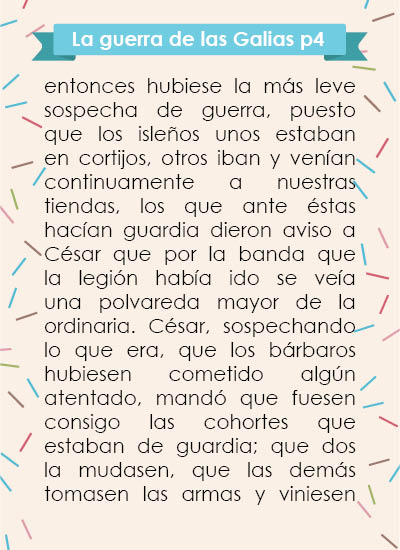 La guerra de las Galias p4
entonces hubiese la más leve
sospecha de guerra, puesto
que los isleños unos estaban
en cortijos, otros iban y venían
continuamente a nuestras
tiendas, los que ante éstas
hacían guardia dieron aviso a
César que por la banda que
la legión había ido se veía
una polvareda mayor de la
ordinaria. César, sospechando
lo que era, que los bárbaros
hubiesen cometido algún
atentado, mandó que fuesen
consigo las cohortes que
estaban de guardia; que dos
la mudasen, que las demás
tomasen las armas y viniesen